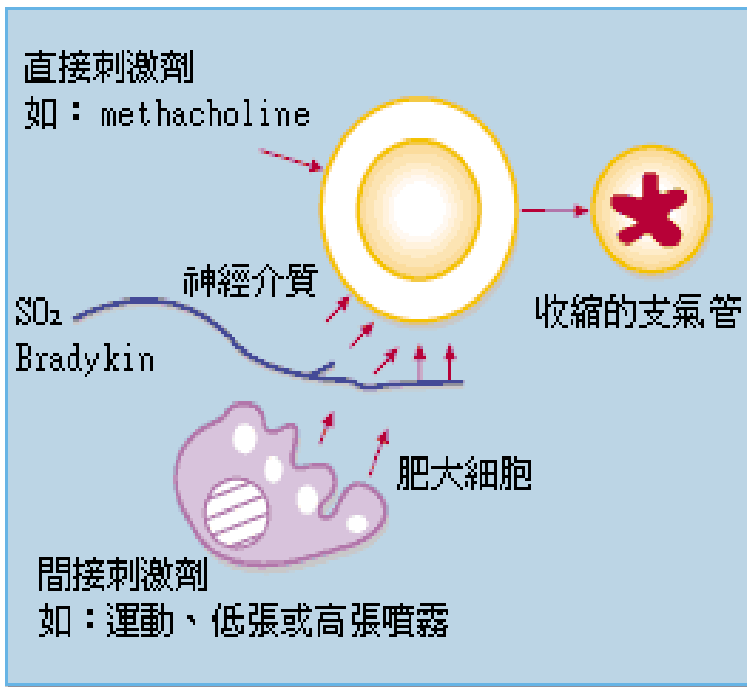 直接刺激劑
如：methacholine
神經介質
SO₂
Bradykin
收縮的支氣管
肥大細胞
間接刺激劑
如：運動、低張或高張噴霧